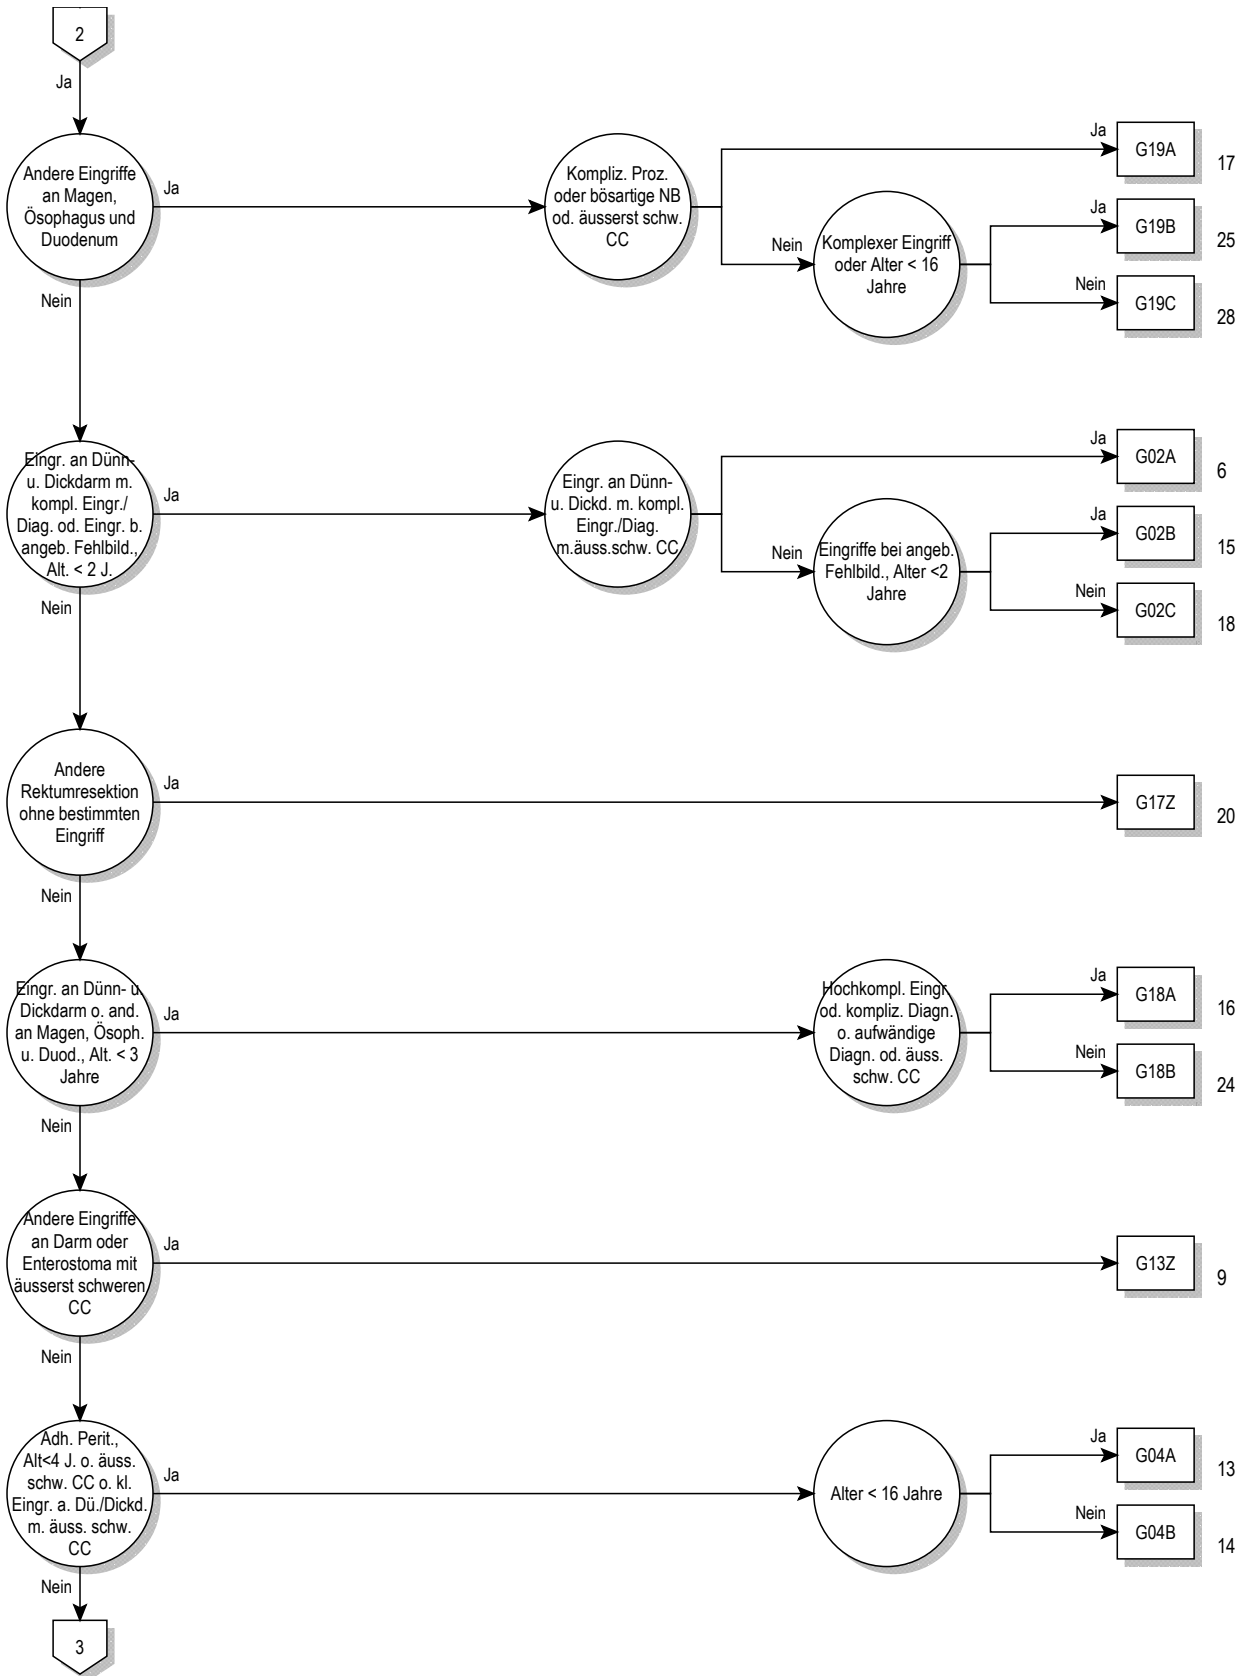 2
Ja
Andere Eingriffe
an Magen,
Ösophagus und
Duodenum
Ja
Kompliz. Proz.
oder bösartige NB
od. äusserst schw.
CC
Ja
G19A
17
Nein
Komplexer Eingriff
oder Alter < 16
Jahre
Ja
G19B
25
Nein
G19C
28
Nein
Eingr. an Dünn-
u. Dickdarm m.
kompl. Eingr./
Diag. od. Eingr. b.
angeb. Fehlbild.,
Alt. < 2 J.
Ja
Eingr. an Dünn-
u. Dickd. m. kompl.
Eingr./Diag.
m.äuss.schw. CC
Ja
G02A
6
Nein
Eingriffe bei angeb.
Fehlbild., Alter <2
Jahre
Ja
G02B
15
Nein
G02C
18
Nein
Andere
Rektumresektion
ohne bestimmten
Eingriff
Ja
G17Z
20
Nein
Eingr. an Dünn- u.
Dickdarm o. and.
an Magen, Ösoph.
u. Duod., Alt. < 3
Jahre
Ja
Hochkompl. Eingr
od. kompliz. Diagn.
o. aufwändige
Diagn. od. äuss.
schw. CC
Ja
G18A
16
Nein
G18B
24
Nein
Andere Eingriffe
an Darm oder
Enterostoma mit
äusserst schweren
CC
Ja
G13Z
9
Nein
Adh. Perit.,
Alt<4 J. o. äuss.
schw. CC o. kl.
Eingr. a. Dü./Dickd.
m. äuss. schw.
CC
Ja
Alter < 16 Jahre
Ja
G04A
13
Nein
G04B
14
Nein
3